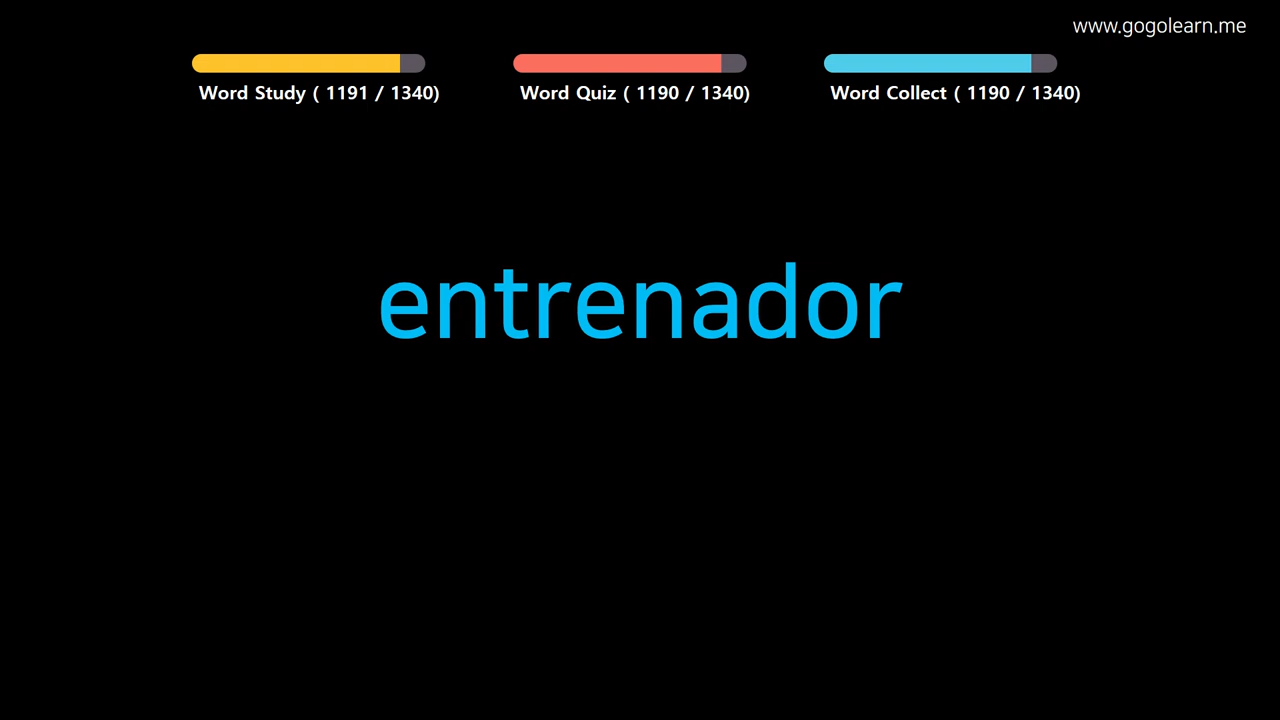 www.gogolearn.me
Word Study ( 1191 / 1340)
Word Quiz ( 1190 / 1340)
Word Collect ( 1190 / 1340)
entrenador